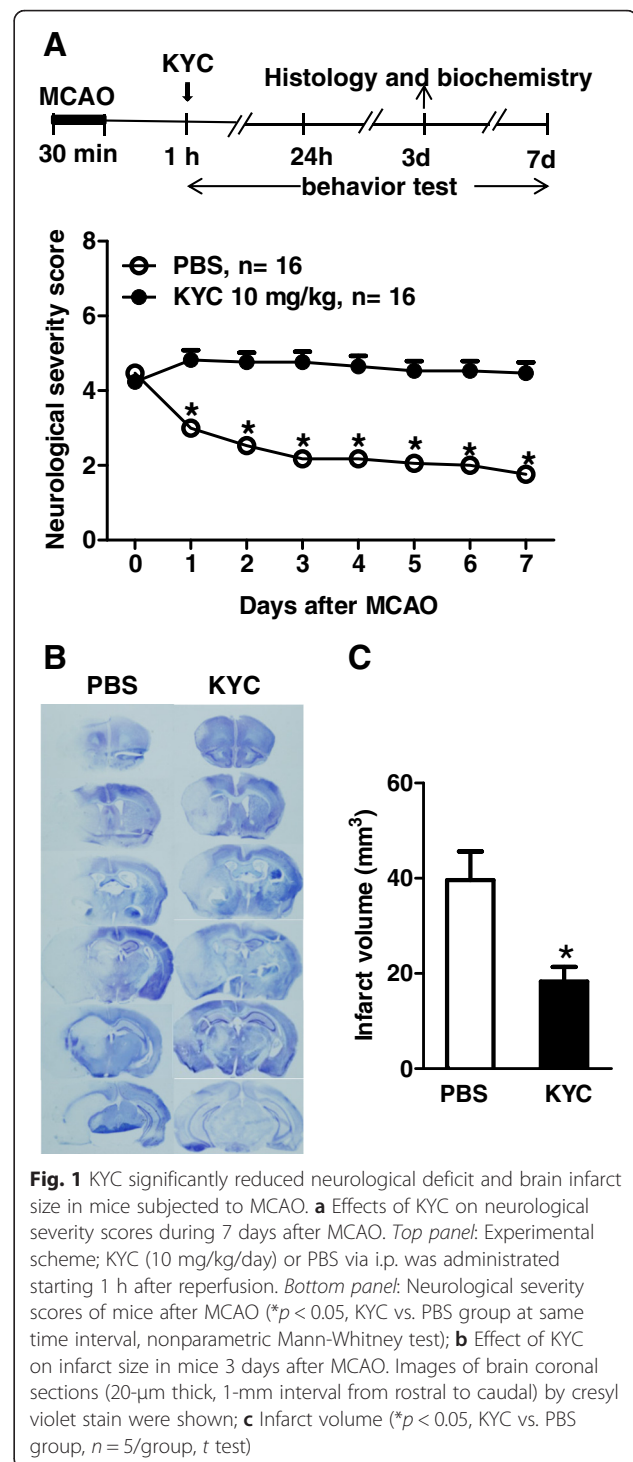 A
KYC
Histology and biochemistry
MCAO
30 min
1 h
24h
3d
7d
behavior test
Neurological severity score
8
6
4
2
0
PBS, n= 16
KYC 10 mg/kg, n= 16
* * * * * * *
0 1 2 3 4 5 6 7
Days after MCAO
B
PBS KYC
C
Infarct volume (mm³)
60
40
20
0
*
PBS KYC
Fig. 1 KYC significantly reduced neurological deficit and brain infarct
size in mice subjected to MCAO. a Effects of KYC on neurological
severity scores during 7 days after MCAO. Top panel: Experimental
scheme; KYC (10 mg/kg/day) or PBS via i.p. was administrated
starting 1 h after reperfusion. Bottom panel: Neurological severity
scores of mice after MCAO (*p < 0.05, KYC vs. PBS group at same
time interval, nonparametric Mann-Whitney test); b Effect of KYC
on infarct size in mice 3 days after MCAO. Images of brain coronal
sections (20-μm thick, 1-mm interval from rostral to caudal) by cresyl
violet stain were shown; c Infarct volume (*p < 0.05, KYC vs. PBS
group, n = 5/group, t test)